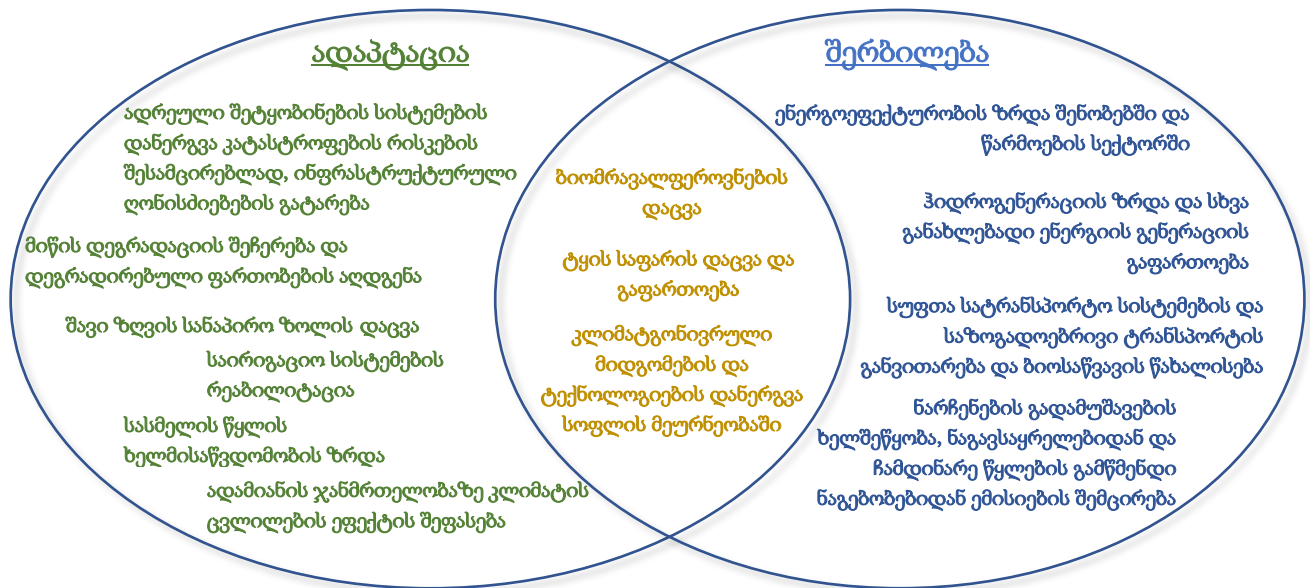 ადაპტაცია
ადრეული შეტყობინების სისტემების
დანერგვა კატასტროფების რისკების
შესამცირებლად, ინფრასტრუქტურული
ღონისძიებების გატარება
მიწის დეგრადაციის შეჩერება და
დეგრადირებული ფართობების აღდგენა
შავი ზღვის სანაპირო ზოლის დაცვა
საირიგაციო სისტემების
რეაბილიტაცია
სასმელის წყლის
ხელმისაწვდომობის ზრდა
ადამიანის ჯანმრთელობაზე კლიმატის
ცვლილების ეფექტის შეფასება
ბიომრავალფეროვნების
დაცვა
ტყის საფარის დაცვა და
გაფართოება
კლიმატგონივრული
მიდგომების და
ტექნოლოგიების დანერგვა
სოფლის მეურნეობაში
შერბილება
ენერგოეფექტურობის ზრდა შენობებში და
წარმოების სექტორში
ჰიდროგენერაციის ზრდა და სხვა
განახლებადი ენერგიის გენერაციის
გაფართოება
სუფთა სატრანსპორტო სისტემების და
საზოგადოებრივი ტრანსპორტის
განვითარება და ბიოსაწვავის წახალისება
ნარჩენების გადამუშავების
ხელშეწყობა, ნაგავსაყრელებიდან და
ჩამდინარე წყლების გამწმენდი
ნაგებობებიდან ემისიების შემცირება